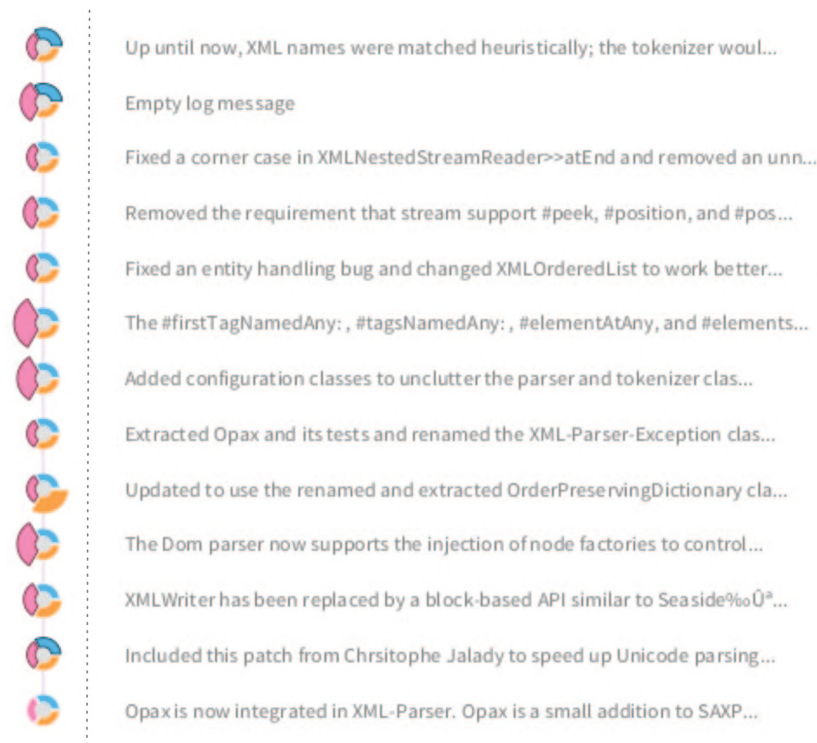 Up until now, XML names were matched heuristically; the tokenizer woul...
Empty log message
Fixed a corner case in XMLNestedStreamReader>>atEnd and removed an unn...
Removed the requirement that stream support #peek, #position, and #pos...
Fixed an entity handling bug and changed XMLOrderedList to work better...
The #firstTagNamedAny: , #tagsNamedAny: , #elementAtAny, and #elements...
Added configuration classes to unclutter the parser and tokenizer clas...
Extracted Opax and its tests and renamed the XML-Parser-Exception clas...
Updated to use the renamed and extracted OrderPreservingDictionary cla...
The Dom parser now supports the injection of node factories to control...
XMLWriter has been replaced by a block-based API similar to Seaside‰Ûª...
Included this patch from Chrsitophe Jalady to speed up Unicode parsing...
Opax is now integrated in XML-Parser. Opax is a small addition to SAXP...